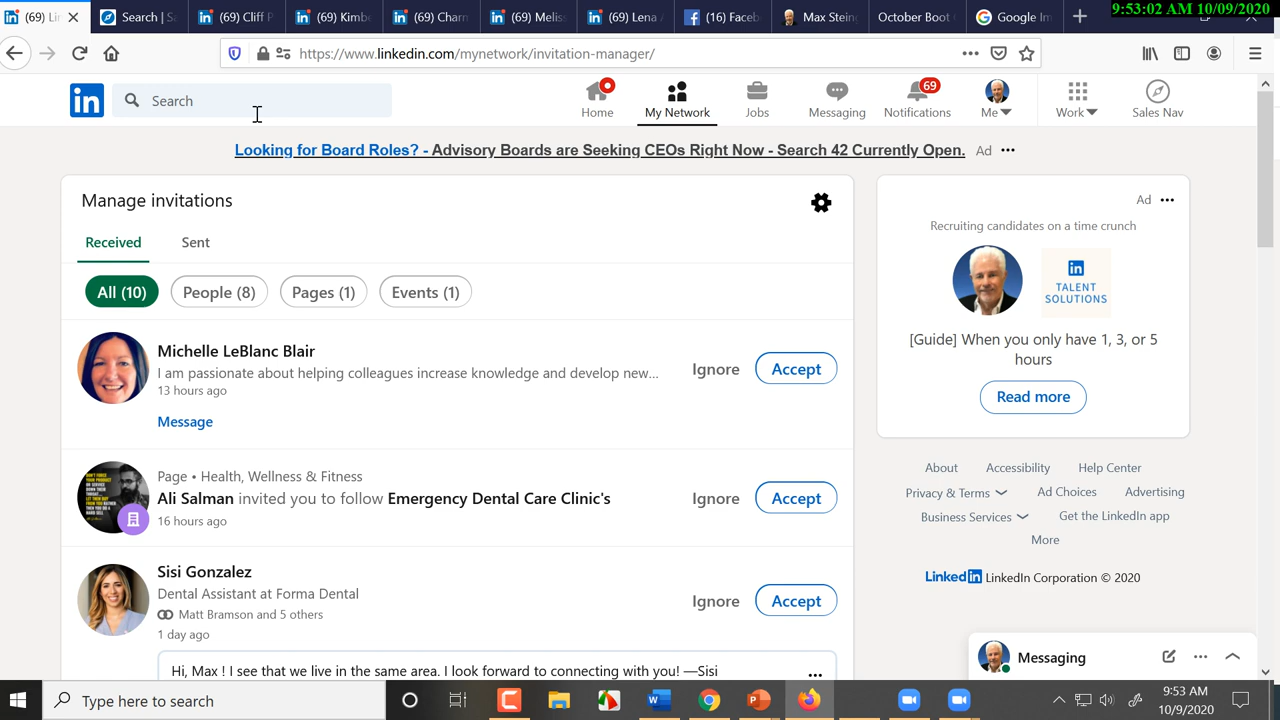 (69) Li
Search | Sa
(69) Cliff P
(69) Kimbe
(69) Charm
(69) Meliss
(69) Lena A
(16) Faceb
Max Stein
October Boot
Google Im
9:53:02 AM 10/09/2020
https://www.linkedin.com/mynetwork/invitation-manager/
in
Search
Home
My Network
Jobs
Messaging
69
Notifications
Me
Work
Sales Nav
Looking for Board Roles? - Advisory Boards are Seeking CEOs Right Now - Search 42 Currently Open.
Ad
Manage invitations
Received
Sent
All (10)
People (8)
Pages (1)
Events (1)
Michelle LeBlanc Blair
I am passionate about helping colleagues increase knowledge and develop new...
13 hours ago
Message
Ignore
Accept
Page • Health, Wellness & Fitness
Ali Salman invited you to follow Emergency Dental Care Clinic's
16 hours ago
Ignore
Accept
Sisi Gonzalez
Dental Assistant at Forma Dental
Matt Bramson and 5 others
1 day ago
Ignore
Accept
Hi, Max ! I see that we live in the same area. I look forward to connecting with you! —Sisi
Ad
Recruiting candidates on a time crunch
in
TALENT
SOLUTIONS
[Guide] When you only have 1, 3, or 5
hours
Read more
About
Accessibility
Help Center
Privacy & Terms
Ad Choices
Advertising
Business Services
Get the LinkedIn app
More
LinkedIn LinkedIn Corporation © 2020
Messaging
Type here to search
9:53 AM
10/9/2020